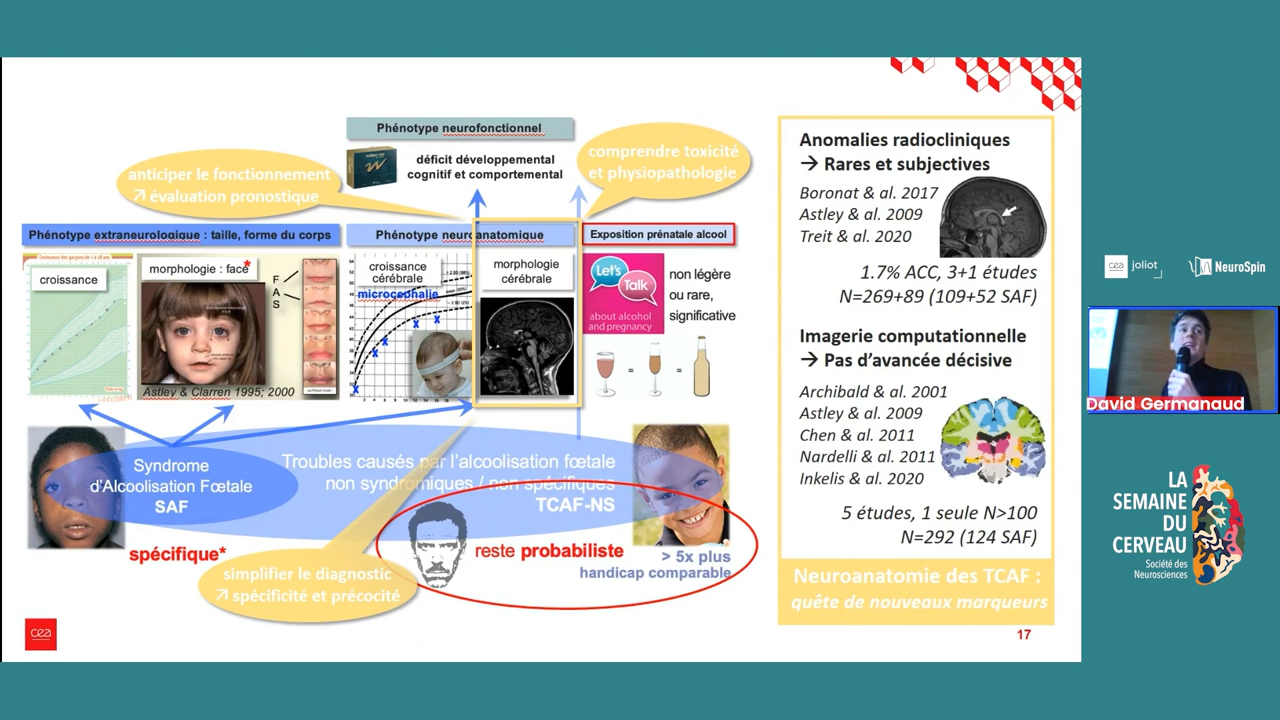 Phénotype neurofonctionnel
déficit développemental
cognitif et comportemental
anticiper le fonctionnement
↗ évaluation pronostique
comprendre toxicité
et physiopathologie
Phénotype extraneurologique : taille, forme du corps
Phénotype neuroanatomique
Exposition prénatale alcool
croissance
morphologie : face*
F
A
S
Astley & Clarren 1995; 2000
croissance
cérébrale
microcephalie
morphologie
cérébrale
Let's
Talk
about alcohol
and pregnancy
non légère
ou rare,
significative
= =
Syndrome
d'Alcoolisation Fœtale
SAF
Troubles causés par l'alcoolisation fœtale
non syndromiques / non spécifiques
TCAF-NS
spécifique*
reste probabiliste
> 5x plus
handicap comparable
simplifier le diagnostic
↗ spécificité et précocité
cea
Anomalies radiocliniques
→ Rares et subjectives
Boronat & al. 2017
Astley & al. 2009
Treit & al. 2020
1.7% ACC, 3+1 études
N=269+89 (109+52 SAF)
Imagerie computationnelle
→ Pas d'avancée décisive
Archibald & al. 2001
Astley & al. 2009
Chen & al. 2011
Nardelli & al. 2011
Inkelis & al. 2020
5 études, 1 seule N>100
N=292 (124 SAF)
Neuroanatomie des TCAF :
quête de nouveaux marqueurs
17
cea joliot
NeuroSpin
David Germanaud
LA
SEMAINE
DU
CERVEAU
Société des
Neurosciences